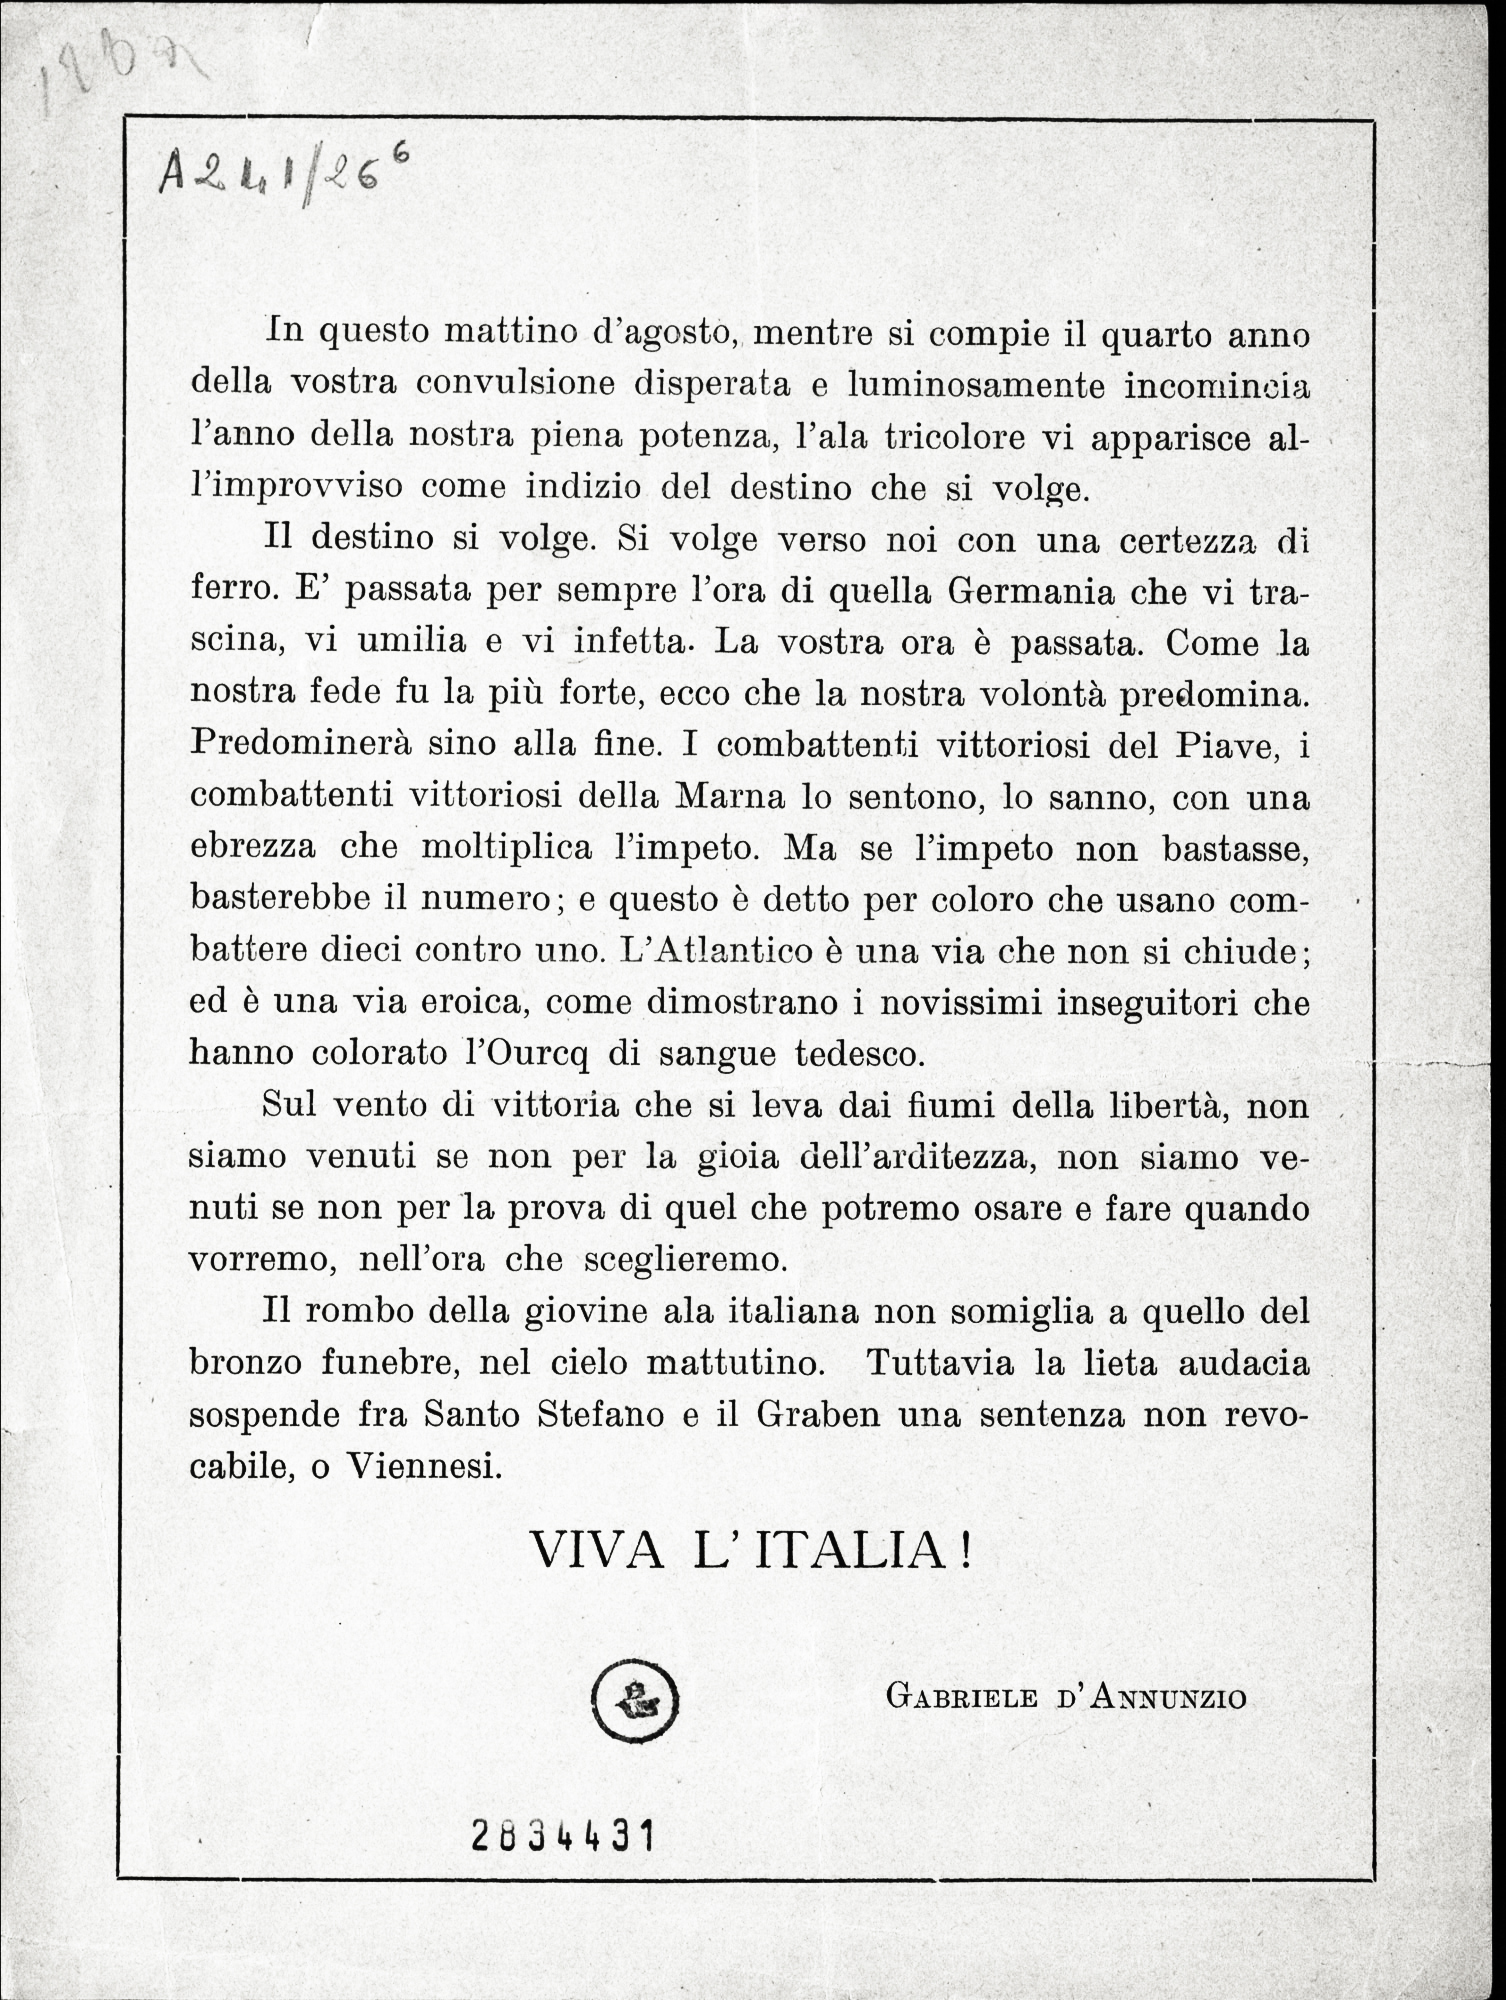 A241/26⁶
In questo mattino d'agosto, mentre si compie il quarto anno
della vostra convulsione disperata e luminosamente incomincia
l'anno della nostra piena potenza, l'ala tricolore vi apparisce al-
l'improvviso come indizio del destino che si volge.
Il destino si volge. Si volge verso noi con una certezza di
ferro. E' passata per sempre l'ora di quella Germania che vi tra-
scina, vi umilia e vi infetta. La vostra ora è passata. Come la
nostra fede fu la più forte, ecco che la nostra volontà predomina.
Predominerà sino alla fine. I combattenti vittoriosi del Piave, i
combattenti vittoriosi della Marna lo sentono, lo sanno, con una
ebrezza che moltiplica l'impeto. Ma se l'impeto non bastasse,
basterebbe il numero; e questo è detto per coloro che usano com-
battere dieci contro uno. L'Atlantico è una via che non si chiude;
ed è una via eroica, come dimostrano i novissimi inseguitori che
hanno colorato l'Ourcq di sangue tedesco.
Sul vento di vittoria che si leva dai fiumi della libertà, non
siamo venuti se non per la gioia dell'arditezza, non siamo ve-
nuti se non per la prova di quel che potremo osare e fare quando
vorremo, nell'ora che sceglieremo.
Il rombo della giovine ala italiana non somiglia a quello del
bronzo funebre, nel cielo mattutino. Tuttavia la lieta audacia
sospende fra Santo Stefano e il Graben una sentenza non revo-
cabile, o Viennesi.
VIVA L'ITALIA!
GABRIELE D'ANNUNZIO
2834431